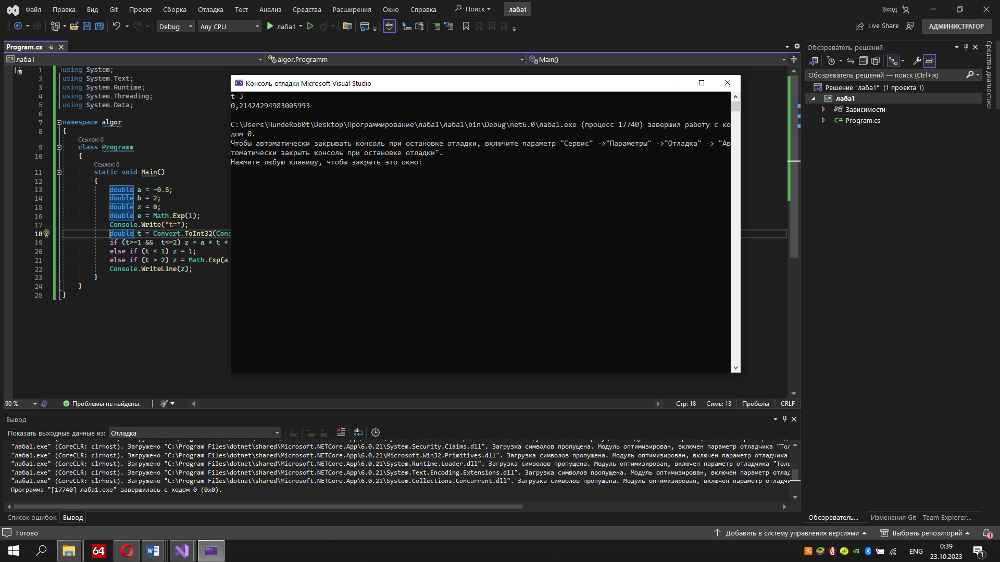 Файл Правка Вид Git Проект Сборка Отладка Тест Анализ Средства Расширения Окно Справка Поиск лаба1 Вход
Debug Any CPU лаба1 Live Share АДМИНИСТРАТОР
Program.cs
лаба1 algor.Programm Main()
1 using System;
2 using System.Text;
3 using System.Runtime;
4 using System.Threading;
5 using System.Data;
6
7 namespace algor
8 {
Ссылок: 0
9 class Programm
10 {
Ссылок: 0
11 static void Main()
12 {
13 double a = -0.5;
14 double b = 2;
15 double z = 0;
16 double e = Math.Exp(1);
17 Console.Write("t=");
18 double t = Convert.ToInt32(Cons
19 if (t>=1 && t<=2) z = a * t *
20 else if (t < 1) z = 1;
21 else if (t > 2) z = Math.Exp(a
22 Console.WriteLine(z);
23 }
24 }
25 }
Консоль отладки Microsoft Visual Studio
t=3
0,21424294983005993
C:\Users\HundeRob0t\Desktop\Программирование\лаба1\лаба1\bin\Debug\net6.0\лаба1.exe (процесс 17740) завершил работу с ко
дом 0.
Чтобы автоматически закрывать консоль при остановке отладки, включите параметр "Сервис" ->"Параметры" ->"Отладка" -> "Ав
томатически закрыть консоль при остановке отладки".
Нажмите любую клавишу, чтобы закрыть это окно:
Обозреватель решений
Обозреватель решений — поиск (Ctrl+ж)
Решение "лаба1" (1 проекта 1)
лаба1
Зависимости
Program.cs
Средства диагностики
90 % Проблемы не найдены. Стр: 18 Симв: 13 Пробелы CRLF
Вывод
Показать выходные данные из: Отладка
"лаба1.exe" (CoreCLR: clrhost). Загружено "C:\Program Files\dotnet\shared\Microsoft.NETCore.App\6.0.21\System.Security.Claims.dll". Загрузка символов пропущена. Модуль оптимизирован, включен параметр отладчика "Толь
"лаба1.exe" (CoreCLR: clrhost). Загружено "C:\Program Files\dotnet\shared\Microsoft.NETCore.App\6.0.21\Microsoft.Win32.Primitives.dll". Загрузка символов пропущена. Модуль оптимизирован, включен параметр отладчика
"лаба1.exe" (CoreCLR: clrhost). Загружено "C:\Program Files\dotnet\shared\Microsoft.NETCore.App\6.0.21\System.Runtime.Loader.dll". Загрузка символов пропущена. Модуль оптимизирован, включен параметр отладчика "Толь
"лаба1.exe" (CoreCLR: clrhost). Загружено "C:\Program Files\dotnet\shared\Microsoft.NETCore.App\6.0.21\System.Text.Encoding.Extensions.dll". Загрузка символов пропущена. Модуль оптимизирован, включен параметр отлад
"лаба1.exe" (CoreCLR: clrhost). Загружено "C:\Program Files\dotnet\shared\Microsoft.NETCore.App\6.0.21\System.Collections.Concurrent.dll". Загрузка символов пропущена. Модуль оптимизирован, включен параметр отладчи
Программа "[17740] лаба1.exe" завершилась с кодом 0 (0x0).
Список ошибок Вывод
Обозреватель... Изменения Git Team Explorer...
Готово Добавить в систему управления версиями Выбрать репозиторий 1
64 ENG 0:39
23.10.2023 1